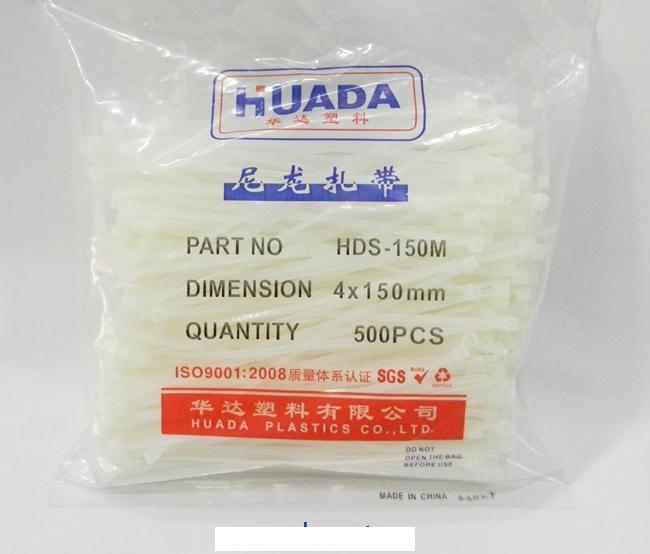 HUADA
华达塑料
尼龙扎带
PART NO HDS-150M
DIMENSION 4x150mm
QUANTITY 500PCS
ISO9001:2008质量体系认证 SGS RoHS RECYCLE
华达塑料有限公司
HUADA PLASTICS CO.,LTD.
DO NOT
OPEN THE BAG
BEFORE USE
MADE IN CHINA